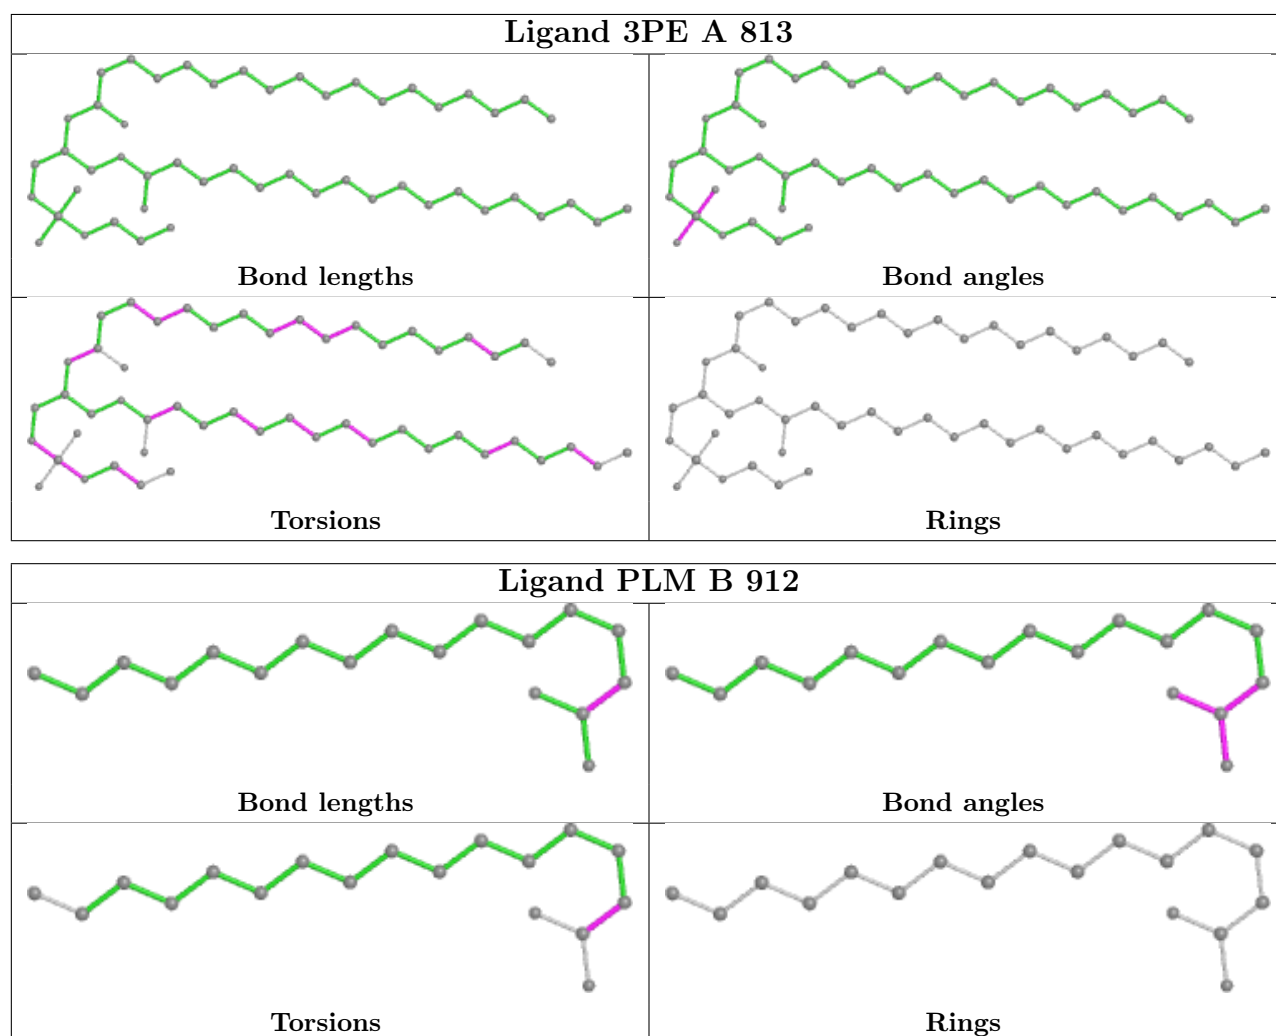 Ligand 3PE A 813
Bond lengths
Bond angles
Torsions
Rings
Ligand PLM B 912
Bond lengths
Bond angles
Torsions
Rings